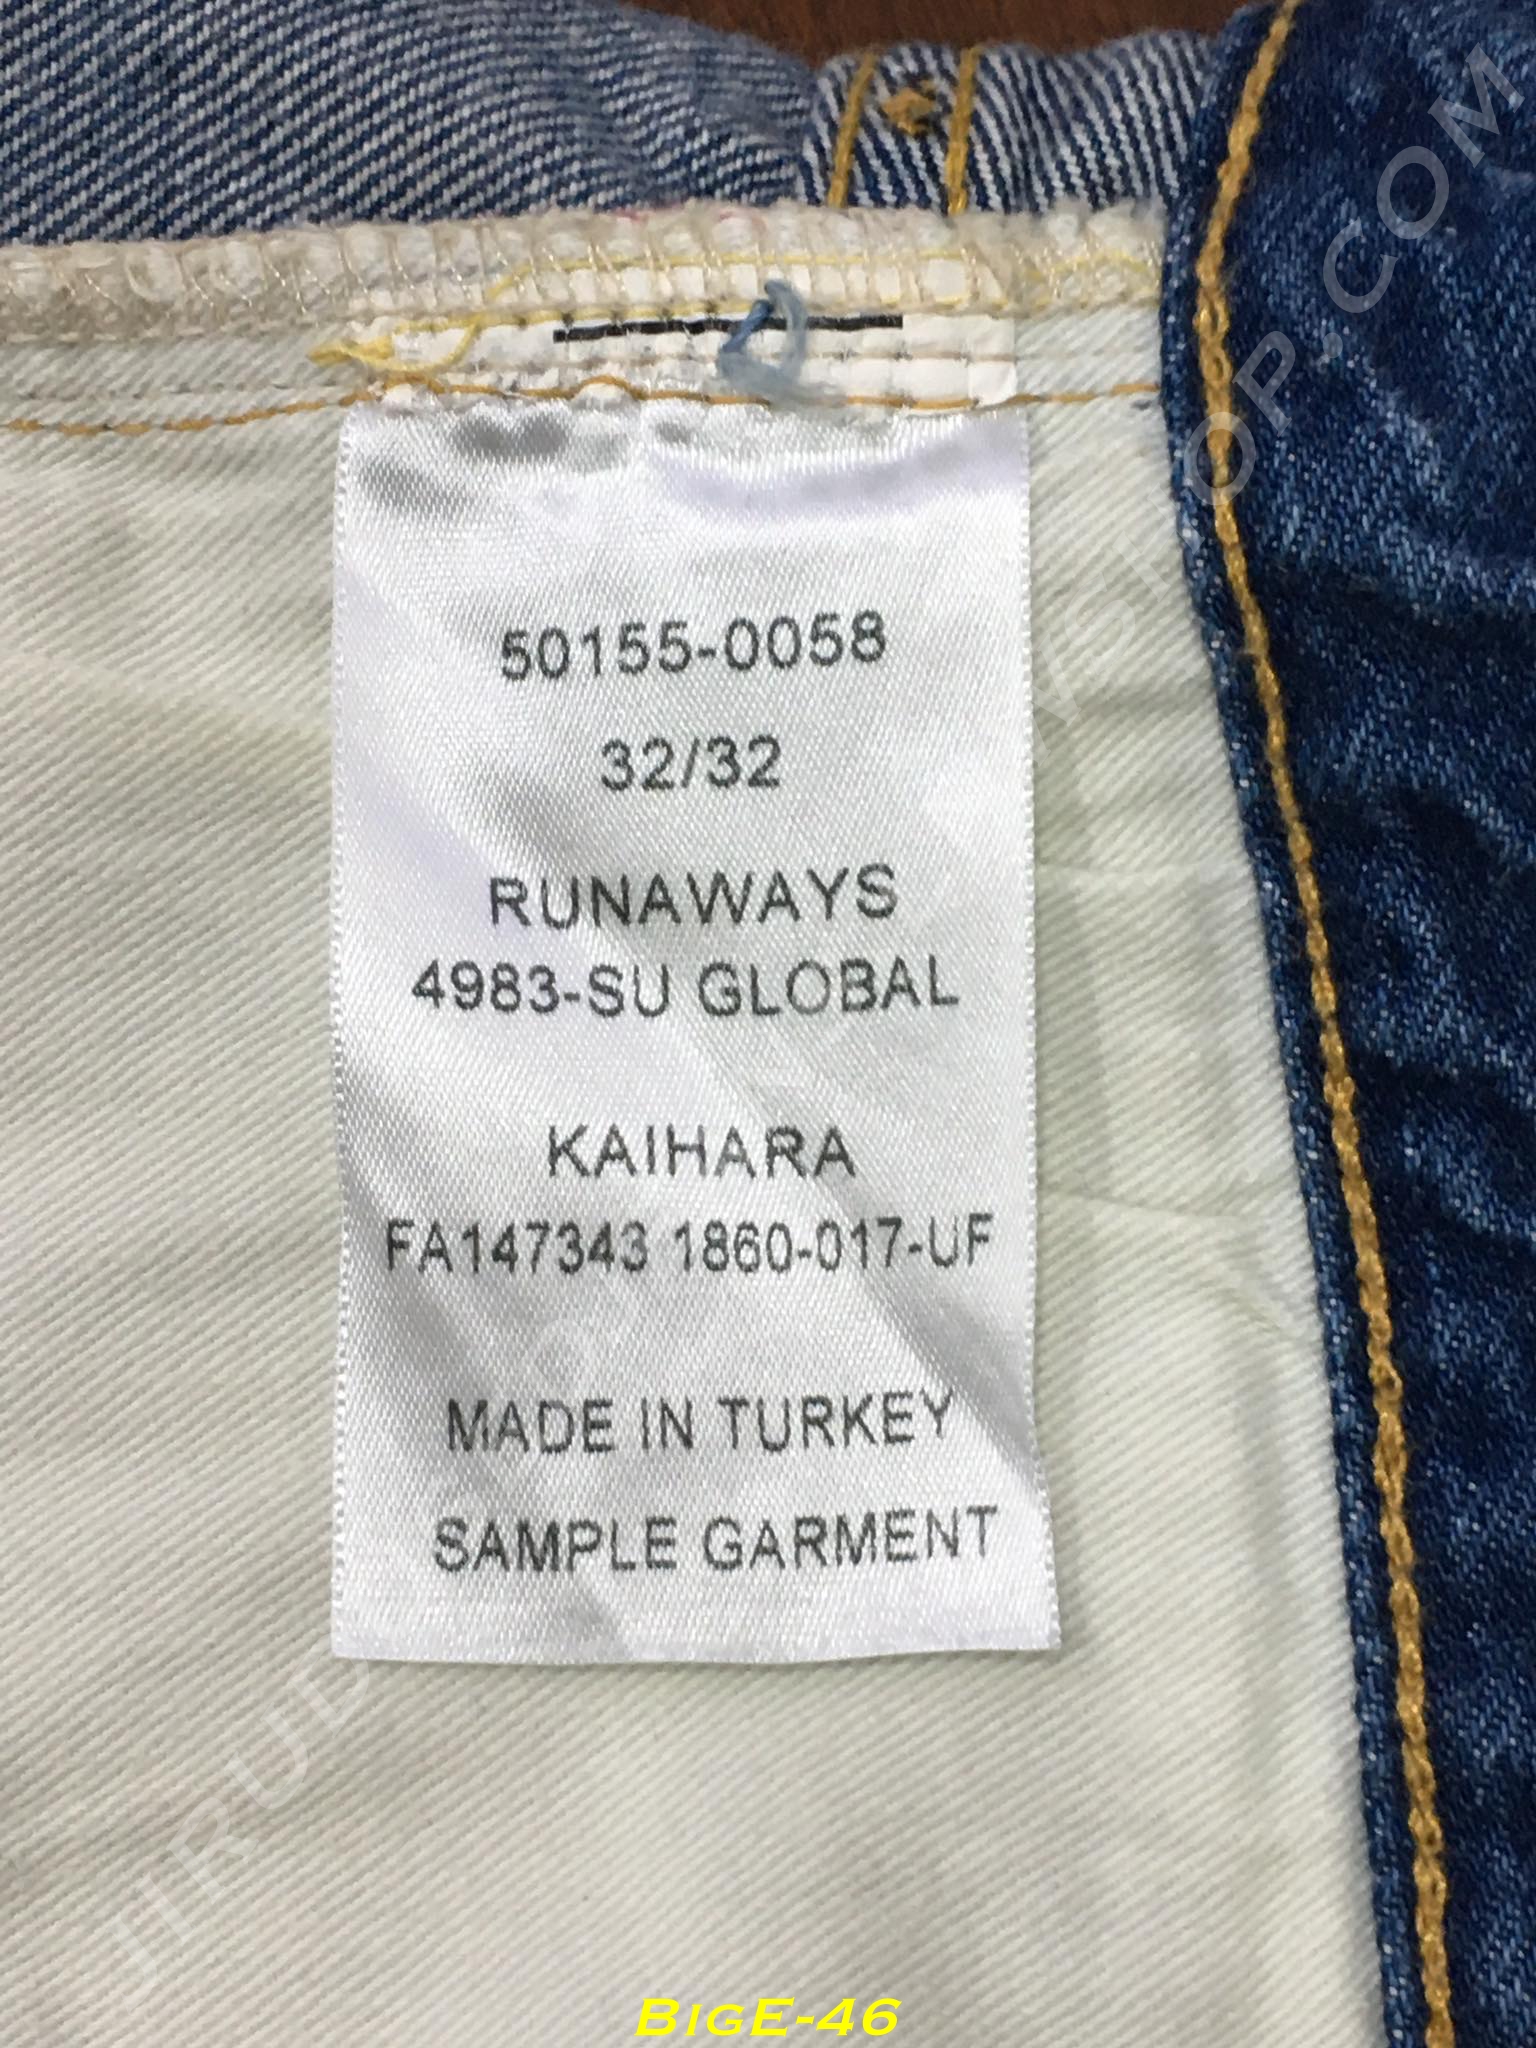 50155-0058
32/32
RUNAWAYS
4983-SU GLOBAL
KAIHARA
FA147343 1860-017-UF
MADE IN TURKEY
SAMPLE GARMENT
BIGE-46